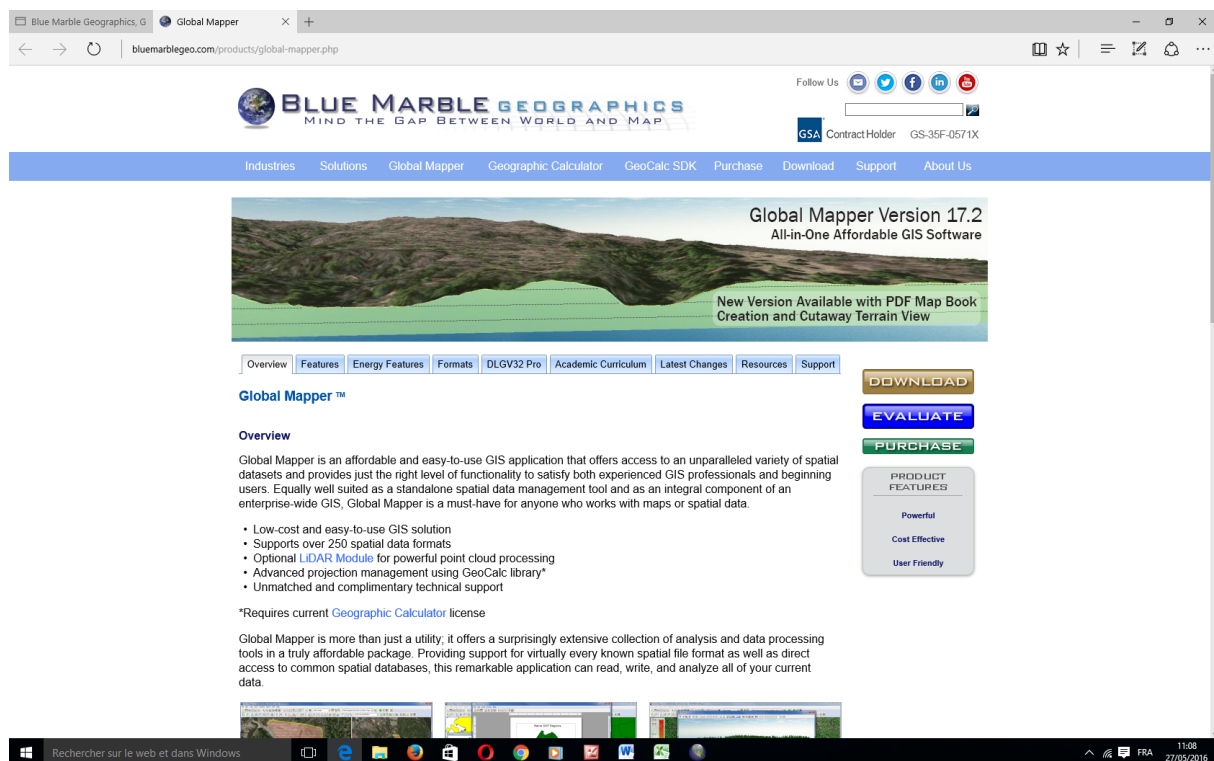 Blue Marble Geographics, G
Global Mapper
bluemarblegeo.com/products/global-mapper.php
Follow Us
BLUE MARBLE GEOGRAPHICS
MIND THE GAP BETWEEN WORLD AND MAP
GSA Contract Holder GS-35F-0571X
Industries Solutions Global Mapper Geographic Calculator GeoCalc SDK Purchase Download Support About Us
Global Mapper Version 17.2
All-in-One Affordable GIS Software
New Version Available with PDF Map Book
Creation and Cutaway Terrain View
Overview Features Energy Features Formats DLGV32 Pro Academic Curriculum Latest Changes Resources Support
Global Mapper ™
Overview
Global Mapper is an affordable and easy-to-use GIS application that offers access to an unparalleled variety of spatial
datasets and provides just the right level of functionality to satisfy both experienced GIS professionals and beginning
users. Equally well suited as a standalone spatial data management tool and as an integral component of an
enterprise-wide GIS, Global Mapper is a must-have for anyone who works with maps or spatial data.
• Low-cost and easy-to-use GIS solution
• Supports over 250 spatial data formats
• Optional LiDAR Module for powerful point cloud processing
• Advanced projection management using GeoCalc library*
• Unmatched and complimentary technical support
*Requires current Geographic Calculator license
Global Mapper is more than just a utility; it offers a surprisingly extensive collection of analysis and data processing
tools in a truly affordable package. Providing support for virtually every known spatial file format as well as direct
access to common spatial databases, this remarkable application can read, write, and analyze all of your current
data.
DOWNLOAD
EVALUATE
PURCHASE
PRODUCT
FEATURES
Powerful
Cost Effective
User Friendly
Rechercher sur le web et dans Windows
FRA
11:08
27/05/2016